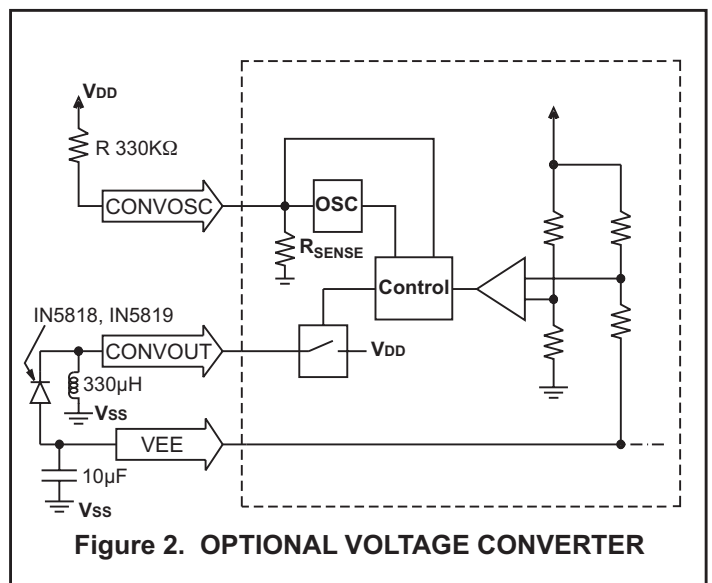 VDD
R 330KΩ
CONVOSC
OSC
RSENSE
Control
IN5818, IN5819
CONVOUT
VDD
330µH
VSS
VEE
10µF
VSS
Figure 2. OPTIONAL VOLTAGE CONVERTER